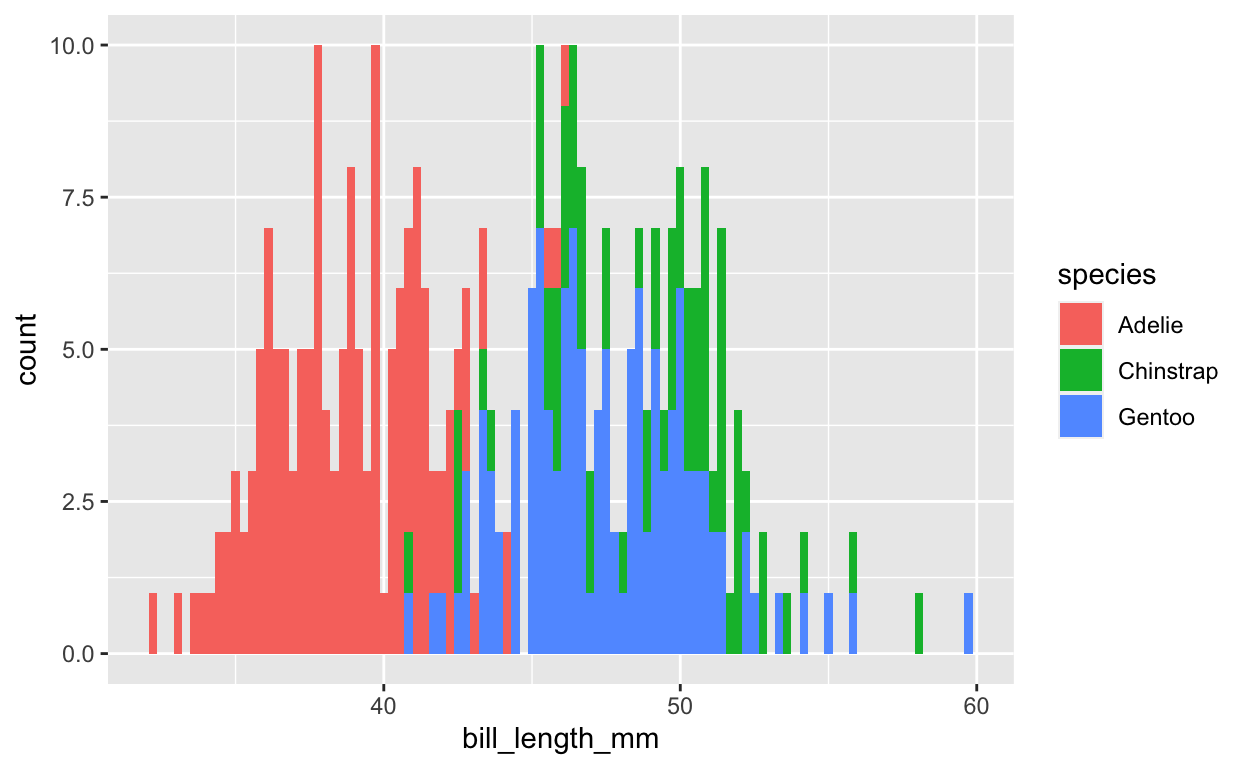 10.0
7.5
5.0
2.5
0.0
count
40 50 60
bill_length_mm
species
Adelie
Chinstrap
Gentoo